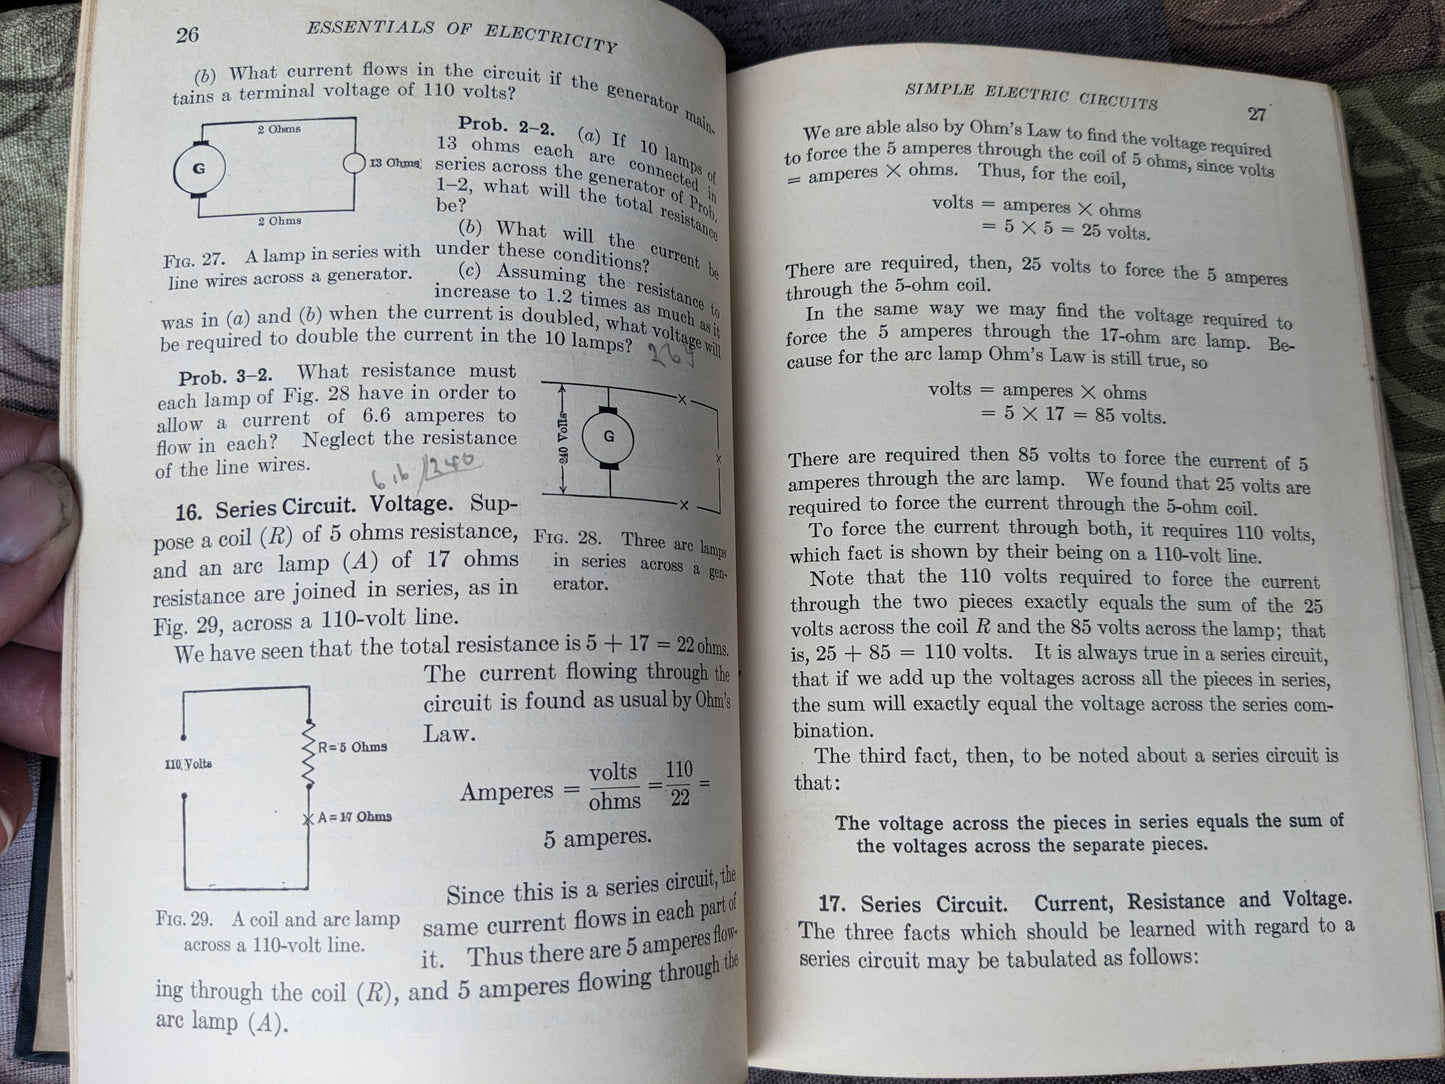 26
ESSENTIALS OF ELECTRICITY
(b) What current flows in the circuit if the generator main-
tains a terminal voltage of 110 volts?
2 Ohms
G
13 Ohms
2 Ohms
FIG. 27. A lamp in series with
line wires across a generator.
Prob. 2–2. (a) If 10 lamps of
13 ohms each are connected in
series across the generator of Prob.
1–2, what will the total resistance
be?
(b) What will the current be
under these conditions?
(c) Assuming the resistance to
increase to 1.2 times as much as it
was in (a) and (b) when the current is doubled, what voltage will
be required to double the current in the 10 lamps?
264
Prob. 3–2. What resistance must
each lamp of Fig. 28 have in order to
allow a current of 6.6 amperes to
flow in each? Neglect the resistance
of the line wires.
6.6 /240
240 Volts
G
FIG. 28. Three arc lamps
in series across a gen-
erator.
16. Series Circuit. Voltage. Sup-
pose a coil (R) of 5 ohms resistance,
and an arc lamp (A) of 17 ohms
resistance are joined in series, as in
Fig. 29, across a 110-volt line.
We have seen that the total resistance is 5 + 17 = 22 ohms.
110 Volts
R=5 Ohms
A=17 Ohms
FIG. 29. A coil and arc lamp
across a 110-volt line.
The current flowing through the
circuit is found as usual by Ohm's
Law.
Amperes = volts/ohms = 110/22 =
5 amperes.
Since this is a series circuit, the
same current flows in each part of
it. Thus there are 5 amperes flow-
ing through the coil (R), and 5 amperes flowing through the
arc lamp (A).
SIMPLE ELECTRIC CIRCUITS
27
We are able also by Ohm's Law to find the voltage required
to force the 5 amperes through the coil of 5 ohms, since volts
= amperes × ohms. Thus, for the coil,
volts = amperes × ohms
= 5 × 5 = 25 volts.
There are required, then, 25 volts to force the 5 amperes
through the 5-ohm coil.
In the same way we may find the voltage required to
force the 5 amperes through the 17-ohm arc lamp. Be-
cause for the arc lamp Ohm's Law is still true, so
volts = amperes × ohms
= 5 × 17 = 85 volts.
There are required then 85 volts to force the current of 5
amperes through the arc lamp. We found that 25 volts are
required to force the current through the 5-ohm coil.
To force the current through both, it requires 110 volts,
which fact is shown by their being on a 110-volt line.
Note that the 110 volts required to force the current
through the two pieces exactly equals the sum of the 25
volts across the coil R and the 85 volts across the lamp; that
is, 25 + 85 = 110 volts. It is always true in a series circuit,
that if we add up the voltages across all the pieces in series,
the sum will exactly equal the voltage across the series com-
bination.
The third fact, then, to be noted about a series circuit is
that:
The voltage across the pieces in series equals the sum of
the voltages across the separate pieces.
17. Series Circuit. Current, Resistance and Voltage.
The three facts which should be learned with regard to a
series circuit may be tabulated as follows: